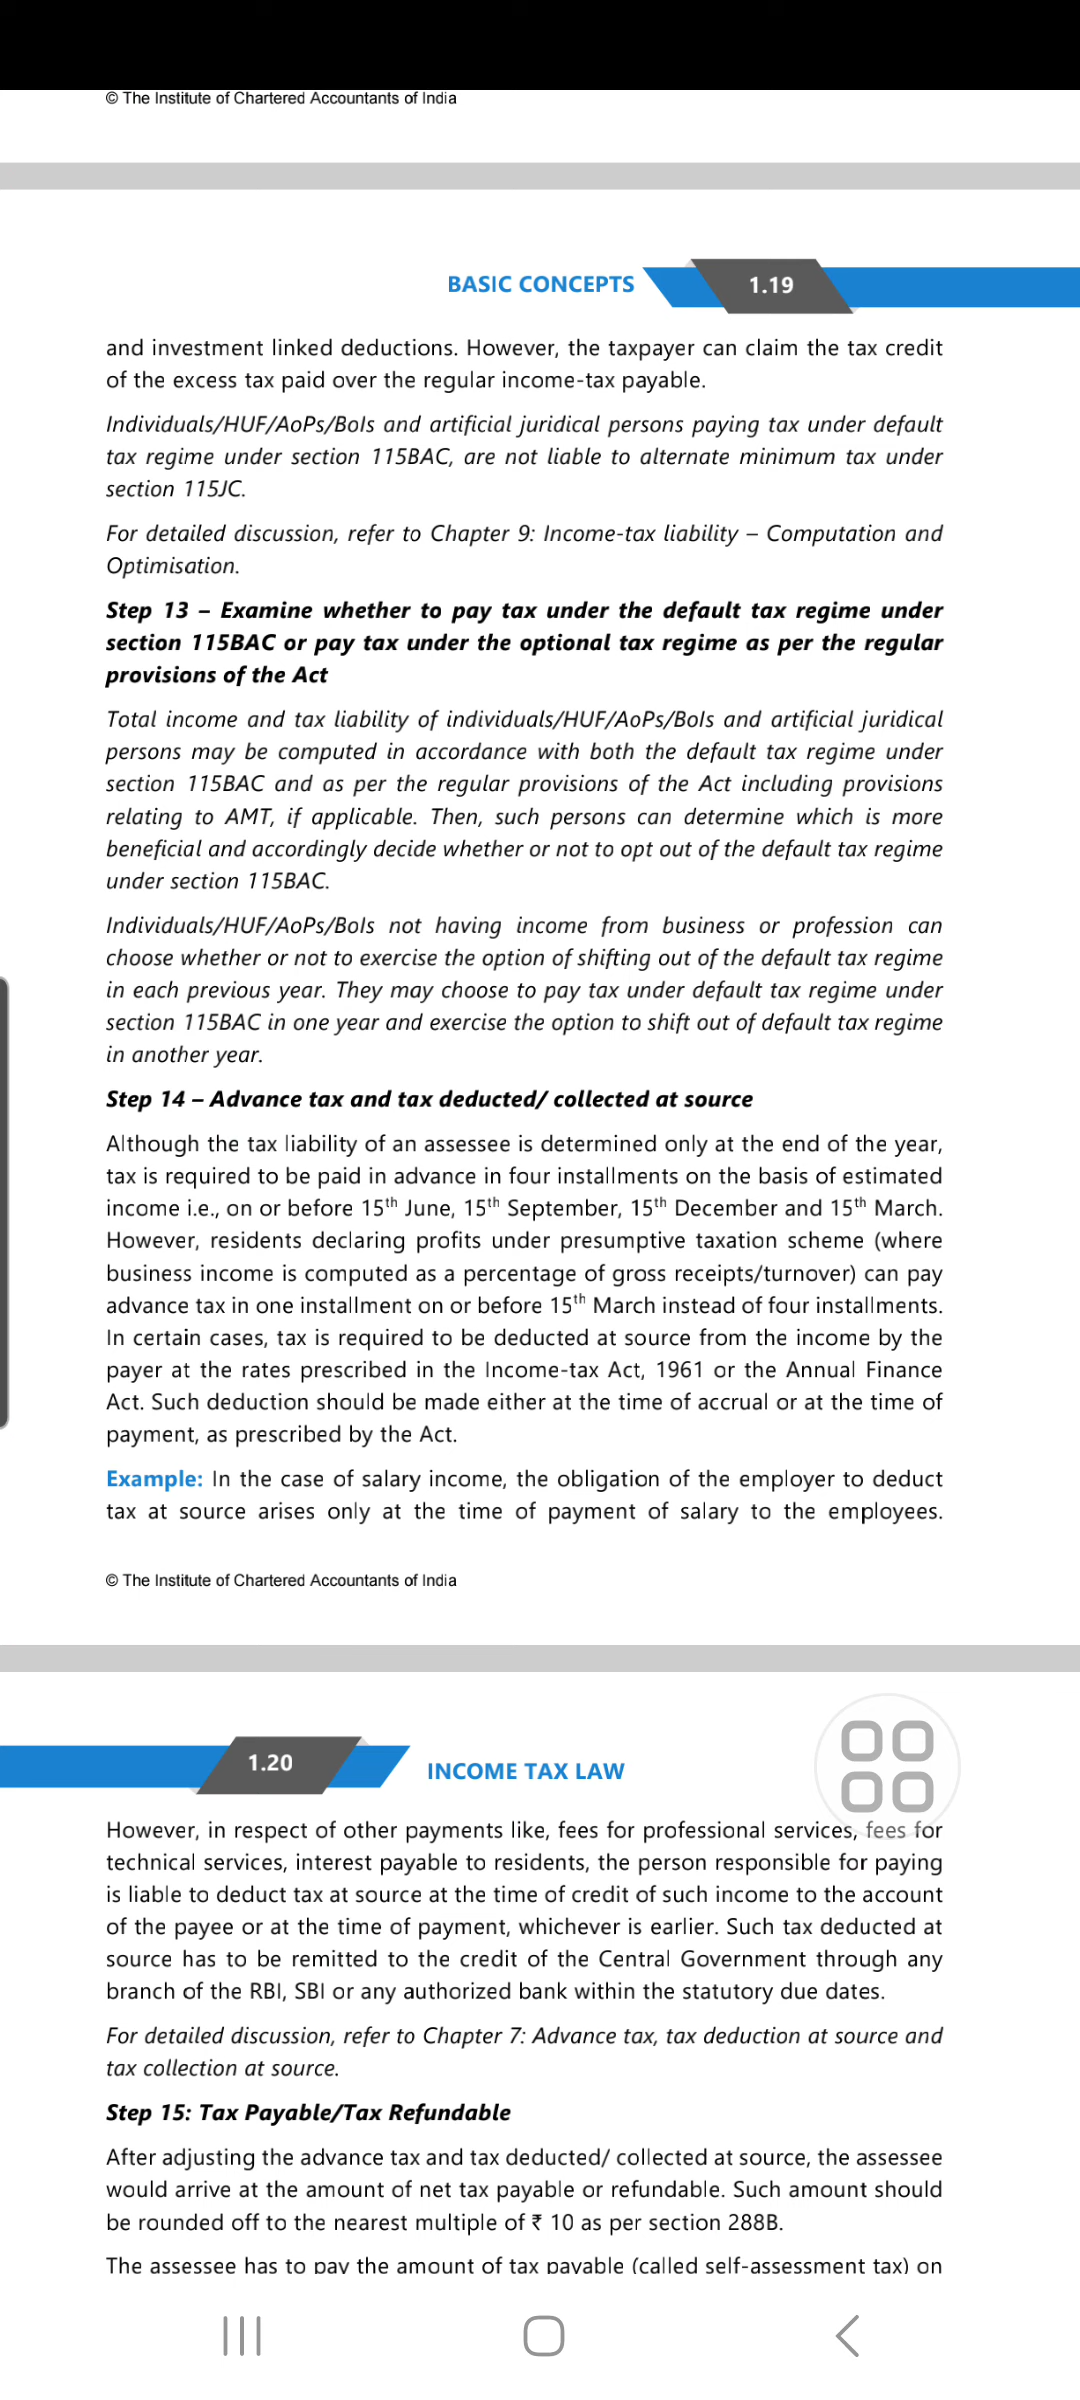 © The Institute of Chartered Accountants of India
BASIC CONCEPTS 1.19
and investment linked deductions. However, the taxpayer can claim the tax credit
of the excess tax paid over the regular income-tax payable.
Individuals/HUF/AoPs/BoIs and artificial juridical persons paying tax under default
tax regime under section 115BAC, are not liable to alternate minimum tax under
section 115JC.
For detailed discussion, refer to Chapter 9: Income-tax liability – Computation and
Optimisation.
Step 13 – Examine whether to pay tax under the default tax regime under
section 115BAC or pay tax under the optional tax regime as per the regular
provisions of the Act
Total income and tax liability of individuals/HUF/AoPs/BoIs and artificial juridical
persons may be computed in accordance with both the default tax regime under
section 115BAC and as per the regular provisions of the Act including provisions
relating to AMT, if applicable. Then, such persons can determine which is more
beneficial and accordingly decide whether or not to opt out of the default tax regime
under section 115BAC.
Individuals/HUF/AoPs/BoIs not having income from business or profession can
choose whether or not to exercise the option of shifting out of the default tax regime
in each previous year. They may choose to pay tax under default tax regime under
section 115BAC in one year and exercise the option to shift out of default tax regime
in another year.
Step 14 – Advance tax and tax deducted/ collected at source
Although the tax liability of an assessee is determined only at the end of the year,
tax is required to be paid in advance in four installments on the basis of estimated
income i.e., on or before 15th June, 15th September, 15th December and 15th March.
However, residents declaring profits under presumptive taxation scheme (where
business income is computed as a percentage of gross receipts/turnover) can pay
advance tax in one installment on or before 15th March instead of four installments.
In certain cases, tax is required to be deducted at source from the income by the
payer at the rates prescribed in the Income-tax Act, 1961 or the Annual Finance
Act. Such deduction should be made either at the time of accrual or at the time of
payment, as prescribed by the Act.
Example: In the case of salary income, the obligation of the employer to deduct
tax at source arises only at the time of payment of salary to the employees.
© The Institute of Chartered Accountants of India
1.20 INCOME TAX LAW
However, in respect of other payments like, fees for professional services, fees for
technical services, interest payable to residents, the person responsible for paying
is liable to deduct tax at source at the time of credit of such income to the account
of the payee or at the time of payment, whichever is earlier. Such tax deducted at
source has to be remitted to the credit of the Central Government through any
branch of the RBI, SBI or any authorized bank within the statutory due dates.
For detailed discussion, refer to Chapter 7: Advance tax, tax deduction at source and
tax collection at source.
Step 15: Tax Payable/Tax Refundable
After adjusting the advance tax and tax deducted/ collected at source, the assessee
would arrive at the amount of net tax payable or refundable. Such amount should
be rounded off to the nearest multiple of ₹ 10 as per section 288B.
The assessee has to pay the amount of tax payable (called self-assessment tax) on